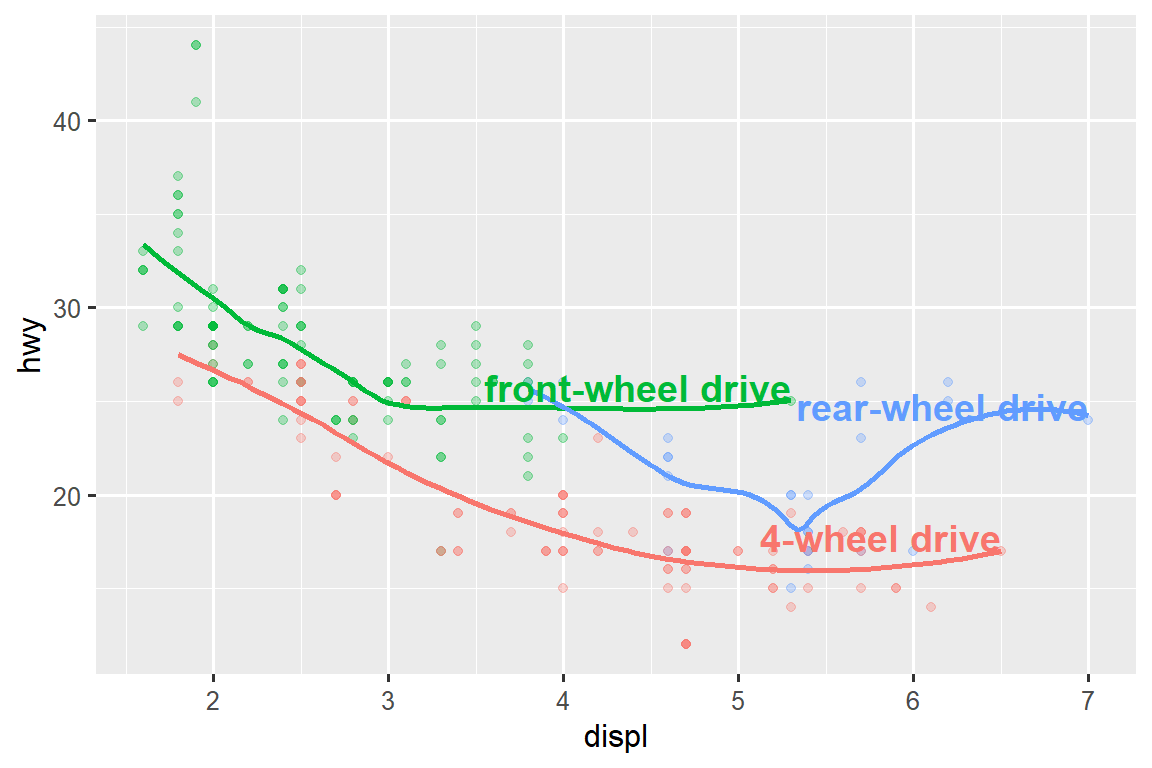 40
30
20
hwy
front-wheel drive
rear-wheel drive
4-wheel drive
2 3 4 5 6 7
displ